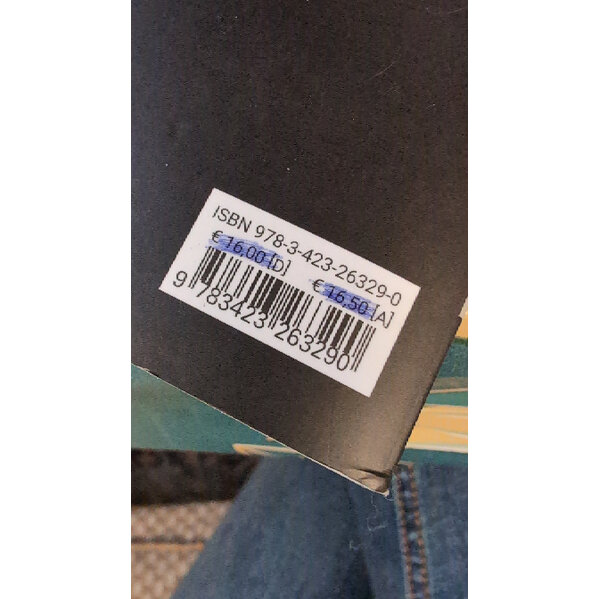 ISBN 978-3-423-26329-0
€ 16,00 [D]
€ 16,50 [A]
9 783423 263290